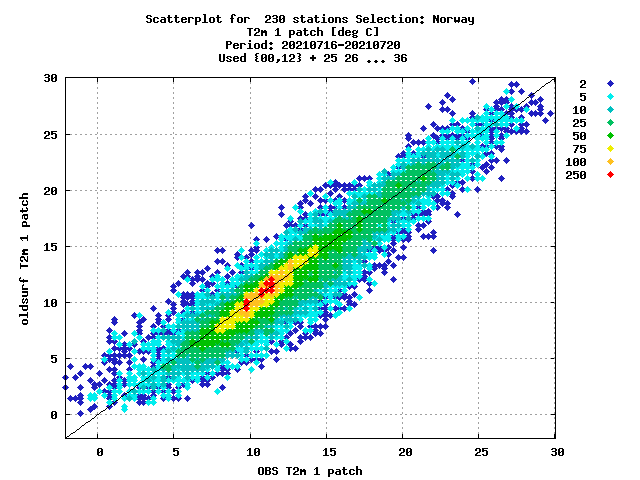 Scatterplot for  230 stations Selection: Norway
T2m 1 patch [deg C]
Period: 20210716-20210720
Used {00,12} + 25 26 ... 36
30
25
20
15
10
5
0
oldsurf T2m 1 patch
0 5 10 15 20 25 30
OBS T2m 1 patch
2
5
10
25
50
75
100
250